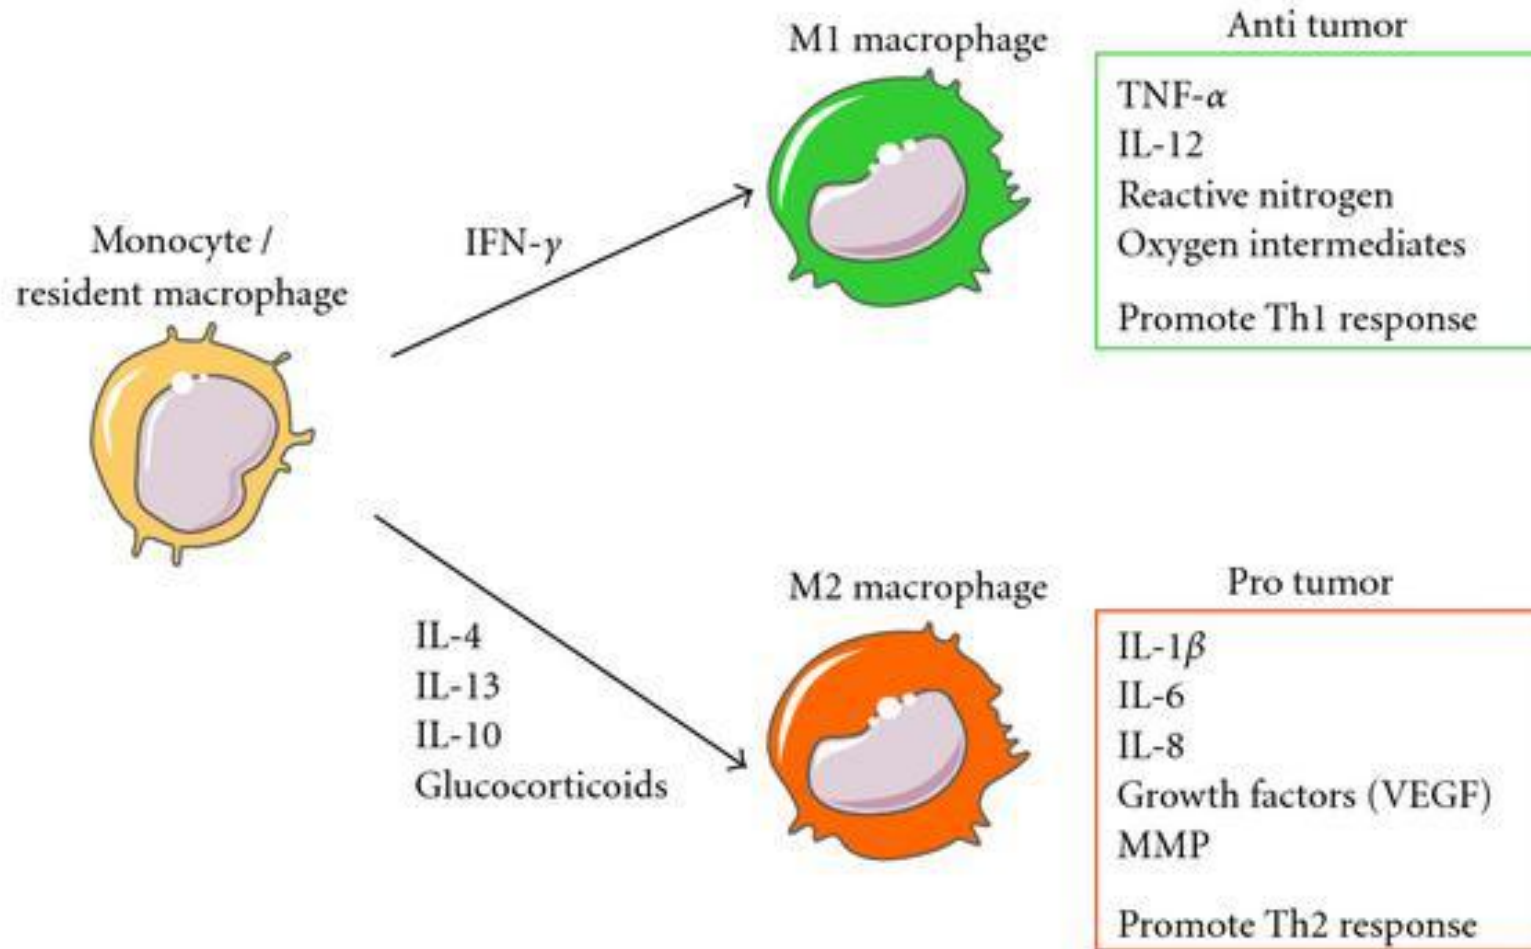 Monocyte /
resident macrophage
IFN-γ
M1 macrophage
Anti tumor
TNF-α
IL-12
Reactive nitrogen
Oxygen intermediates
Promote Th1 response
IL-4
IL-13
IL-10
Glucocorticoids
M2 macrophage
Pro tumor
IL-1β
IL-6
IL-8
Growth factors (VEGF)
MMP
Promote Th2 response